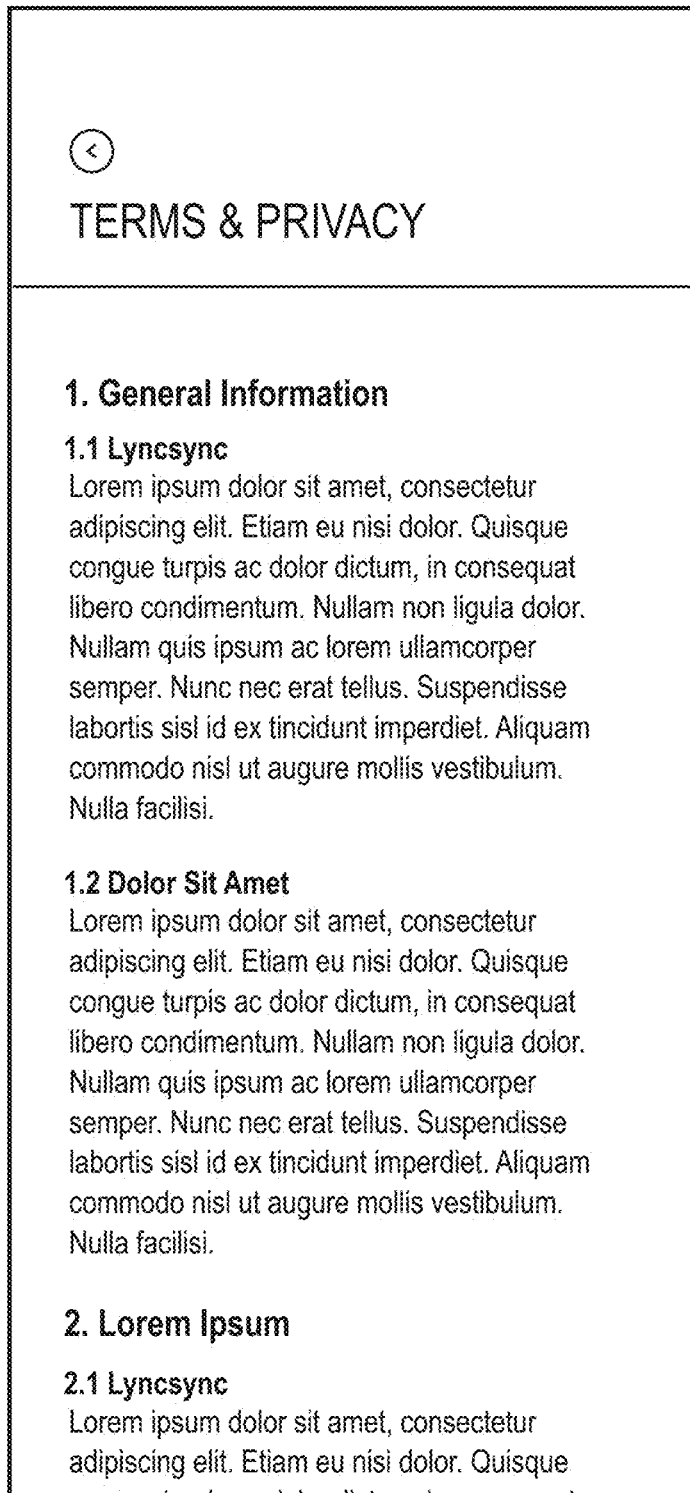 TERMS & PRIVACY
1. General Information
1.1 Lyncsync
Lorem ipsum dolor sit amet, consectetur
adipiscing elit. Etiam eu nisi dolor. Quisque
congue turpis ac dolor dictum, in consequat
libero condimentum. Nullam non ligula dolor.
Nullam quis ipsum ac lorem ullamcorper
semper. Nunc nec erat tellus. Suspendisse
labortis sisl id ex tincidunt imperdiet. Aliquam
commodo nisl ut augure mollis vestibulum.
Nulla facilisi.
1.2 Dolor Sit Amet
Lorem ipsum dolor sit amet, consectetur
adipiscing elit. Etiam eu nisi dolor. Quisque
congue turpis ac dolor dictum, in consequat
libero condimentum. Nullam non ligula dolor.
Nullam quis ipsum ac lorem ullamcorper
semper. Nunc nec erat tellus. Suspendisse
labortis sisl id ex tincidunt imperdiet. Aliquam
commodo nisl ut augure mollis vestibulum.
Nulla facilisi.
2. Lorem Ipsum
2.1 Lyncsync
Lorem ipsum dolor sit amet, consectetur
adipiscing elit. Etiam eu nisi dolor. Quisque